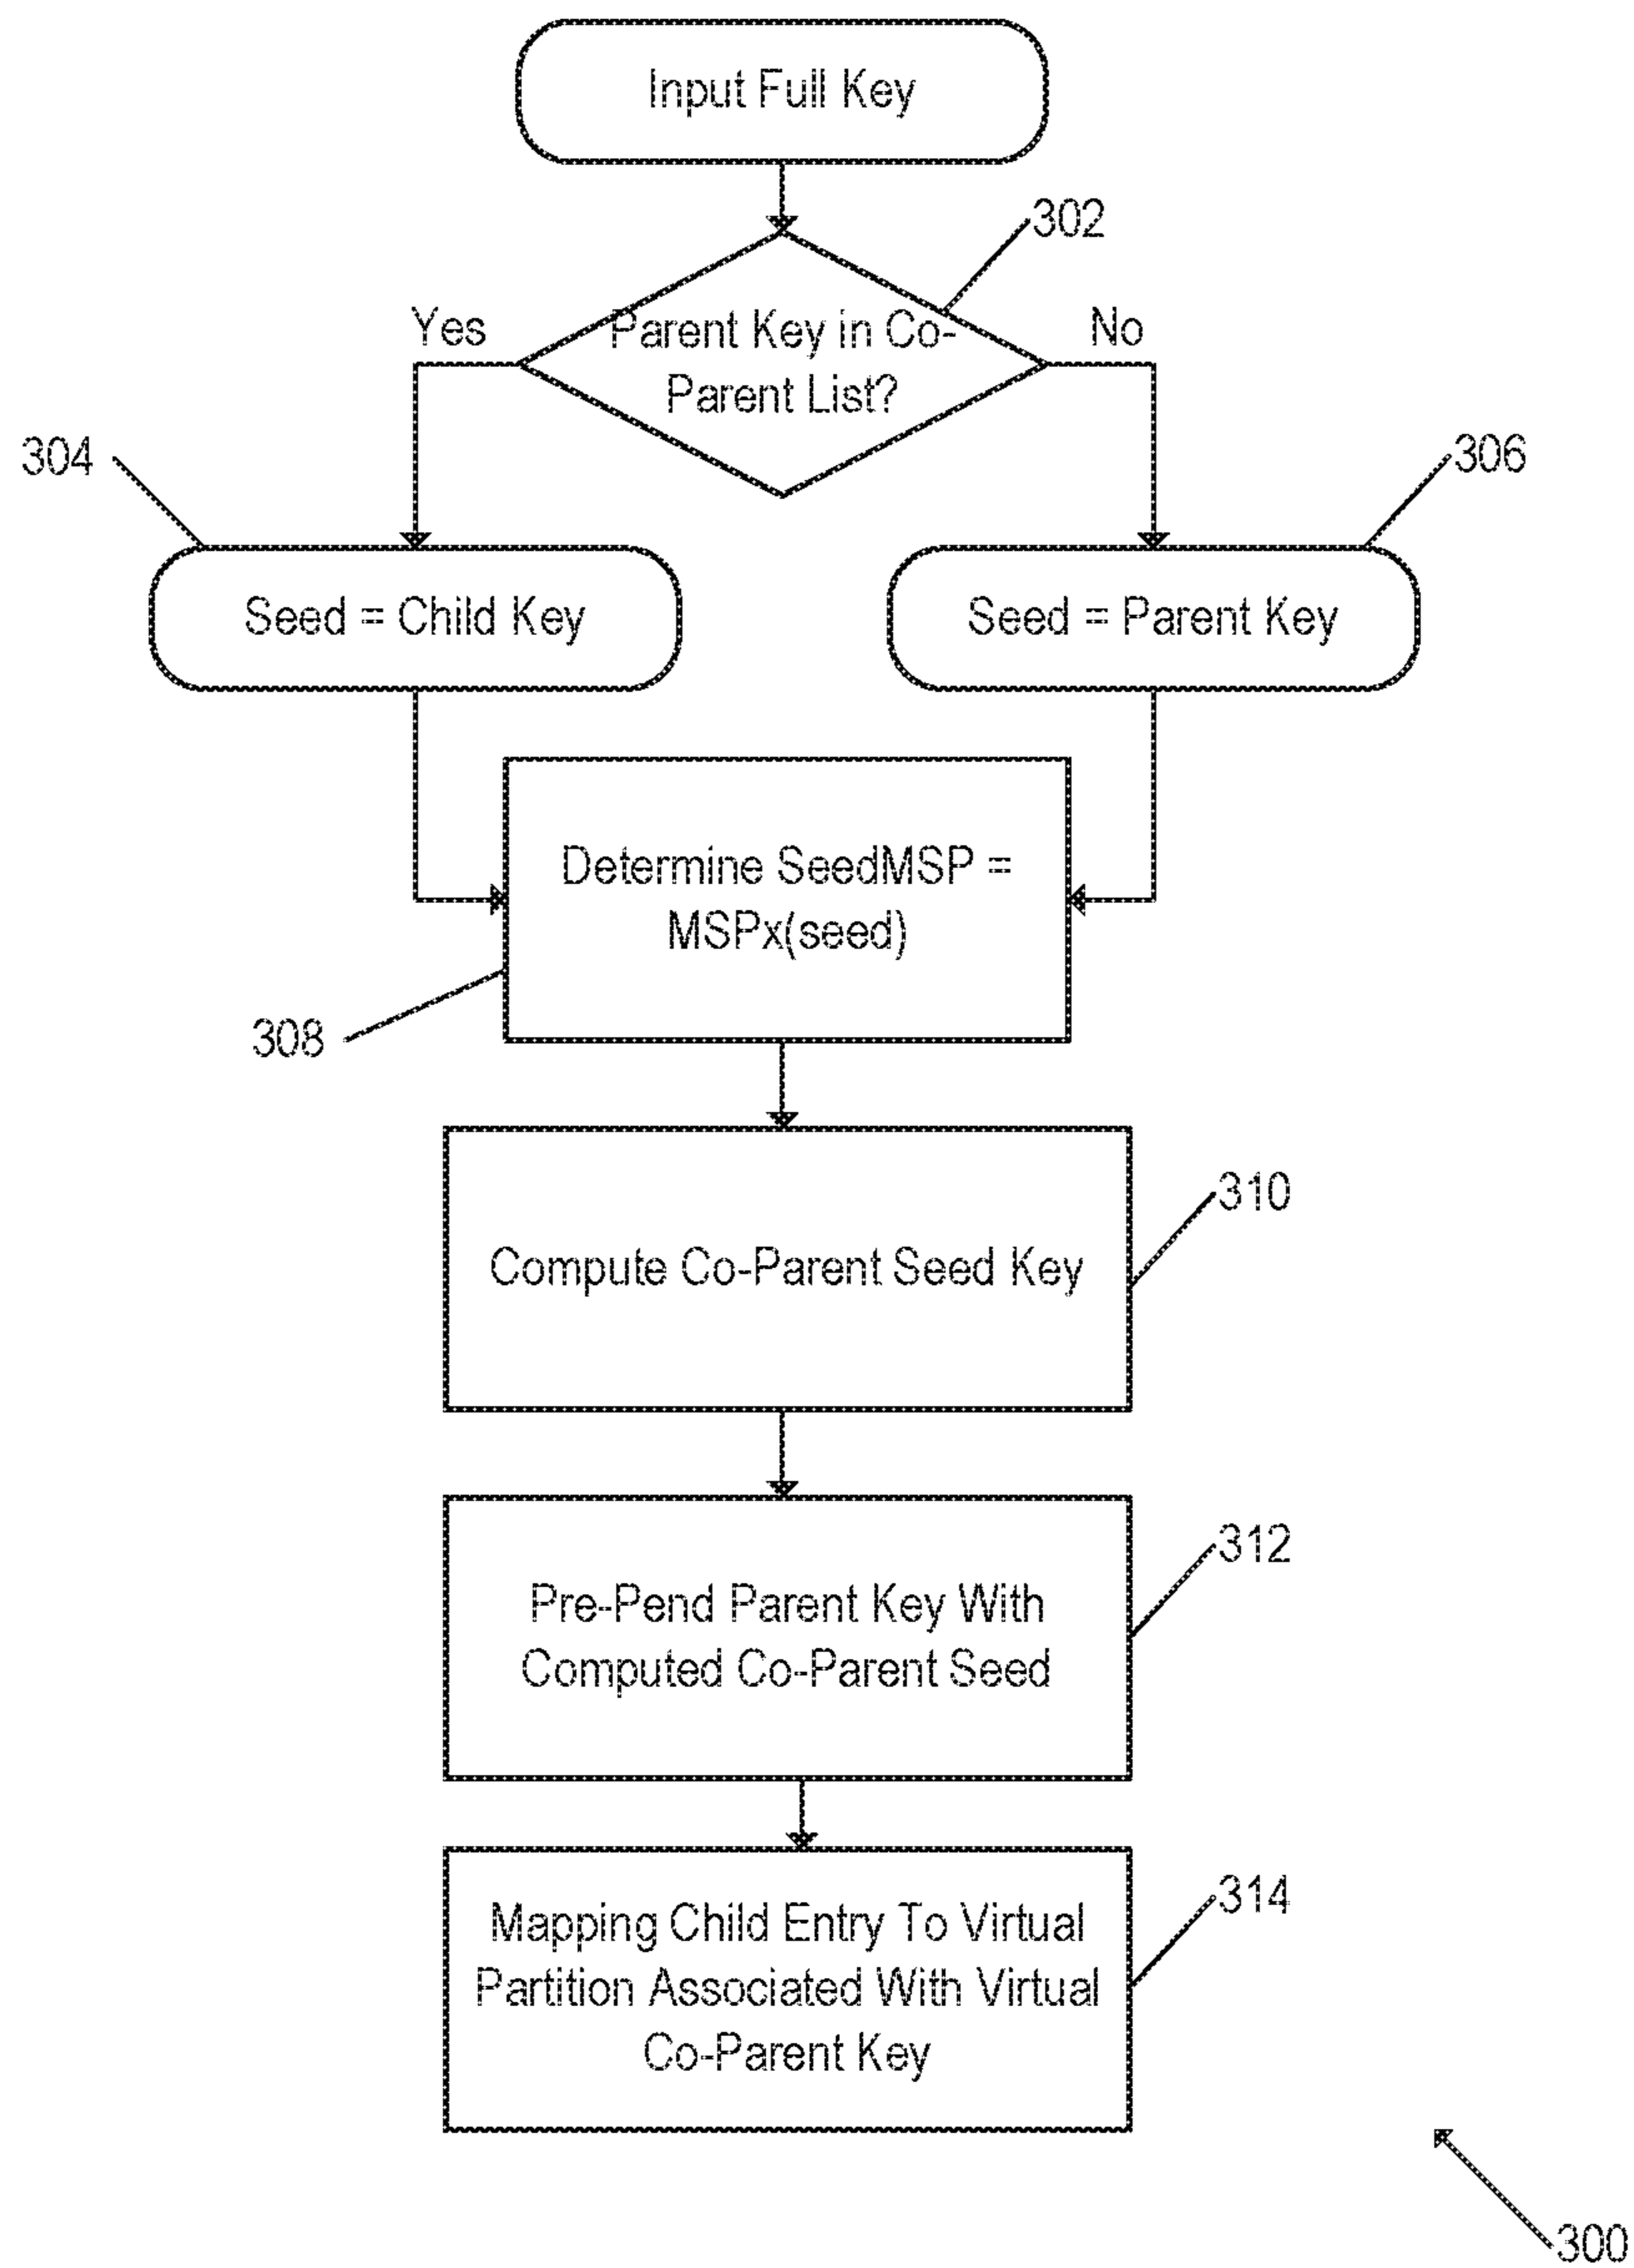 Input Full Key
302
Yes
Parent Key in Co-
Parent List?
No
304
306
Seed = Child Key
Seed = Parent Key
Determine SeedMSP =
MSPx(seed)
308
Compute Co-Parent Seed Key
310
Pre-Pend Parent Key With
Computed Co-Parent Seed
312
Mapping Child Entry To Virtual
Partition Associated With Virtual
Co-Parent Key
314
300